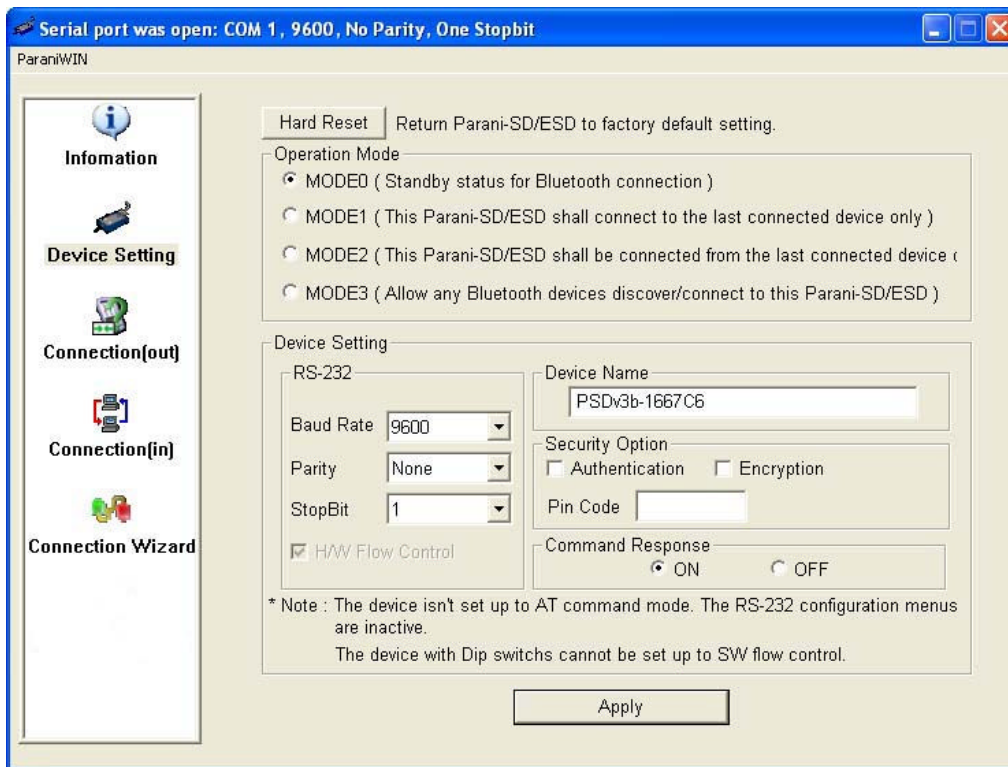 Serial port was open: COM 1, 9600, No Parity, One Stopbit
ParaniWIN
Infomation
Device Setting
Connection(out)
Connection(in)
Connection Wizard
Hard Reset
Return Parani-SD/ESD to factory default setting.
Operation Mode
MODE0 ( Standby status for Bluetooth connection )
MODE1 ( This Parani-SD/ESD shall connect to the last connected device only )
MODE2 ( This Parani-SD/ESD shall be connected from the last connected device
MODE3 ( Allow any Bluetooth devices discover/connect to this Parani-SD/ESD )
Device Setting
RS-232
Baud Rate
9600
Parity
None
StopBit
1
H/W Flow Control
Device Name
PSDv3b-1667C6
Security Option
Authentication
Encryption
Pin Code
Command Response
ON
OFF
* Note : The device isn't set up to AT command mode. The RS-232 configuration menus
are inactive.
The device with Dip switchs cannot be set up to SW flow control.
Apply